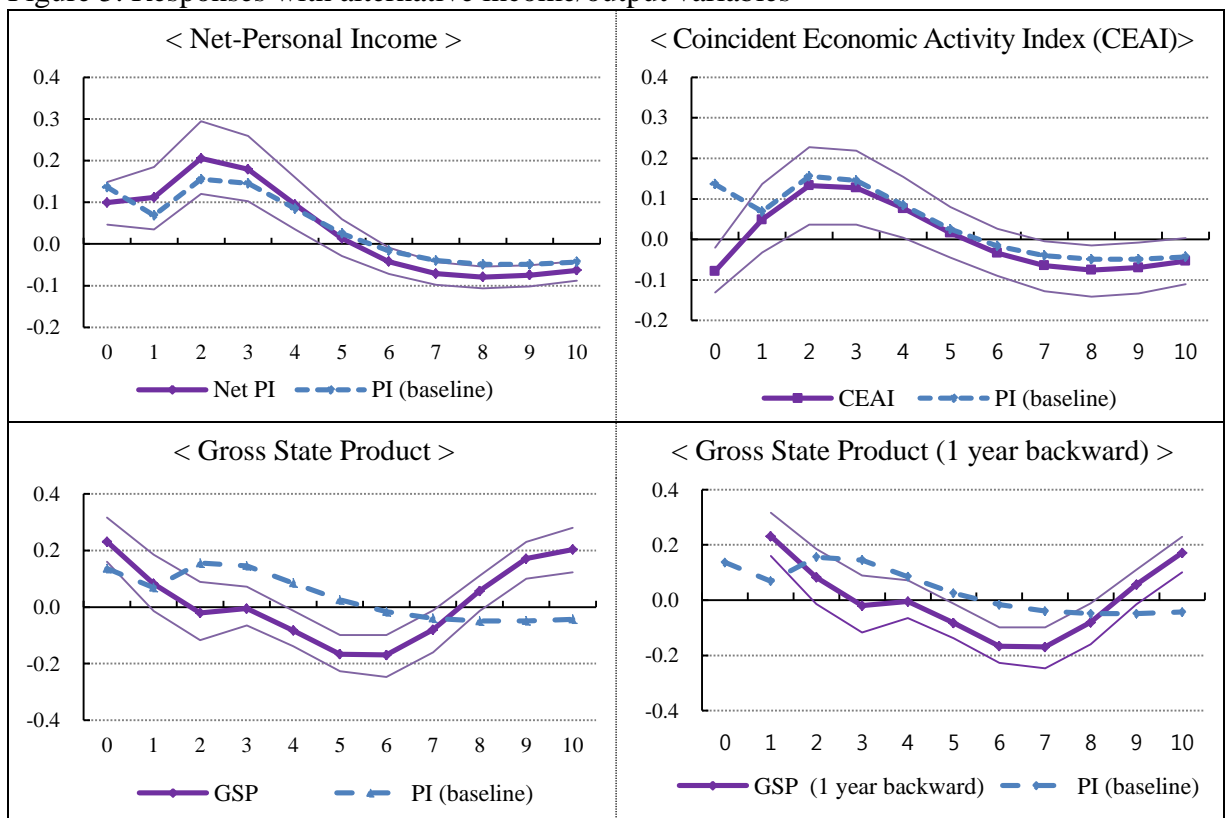 Figure Responses with alternative income/output variables
< Net-Personal Income >
0.4
0.3
0.2
0.1
0.0
-0.1
-0.2
0 1 2 3 4 5 6 7 8 9 10
Net PI PI (baseline)
< Coincident Economic Activity Index (CEAI)>
0.4
0.3
0.2
0.1
0.0
-0.1
-0.2
0 1 2 3 4 5 6 7 8 9 10
CEAI PI (baseline)
< Gross State Product >
0.4
0.2
0.0
-0.2
-0.4
0 1 2 3 4 5 6 7 8 9 10
GSP PI (baseline)
< Gross State Product (1 year backward) >
0.4
0.2
0.0
-0.2
-0.4
0 1 2 3 4 5 6 7 8 9 10
GSP (1 year backward) PI (baseline)